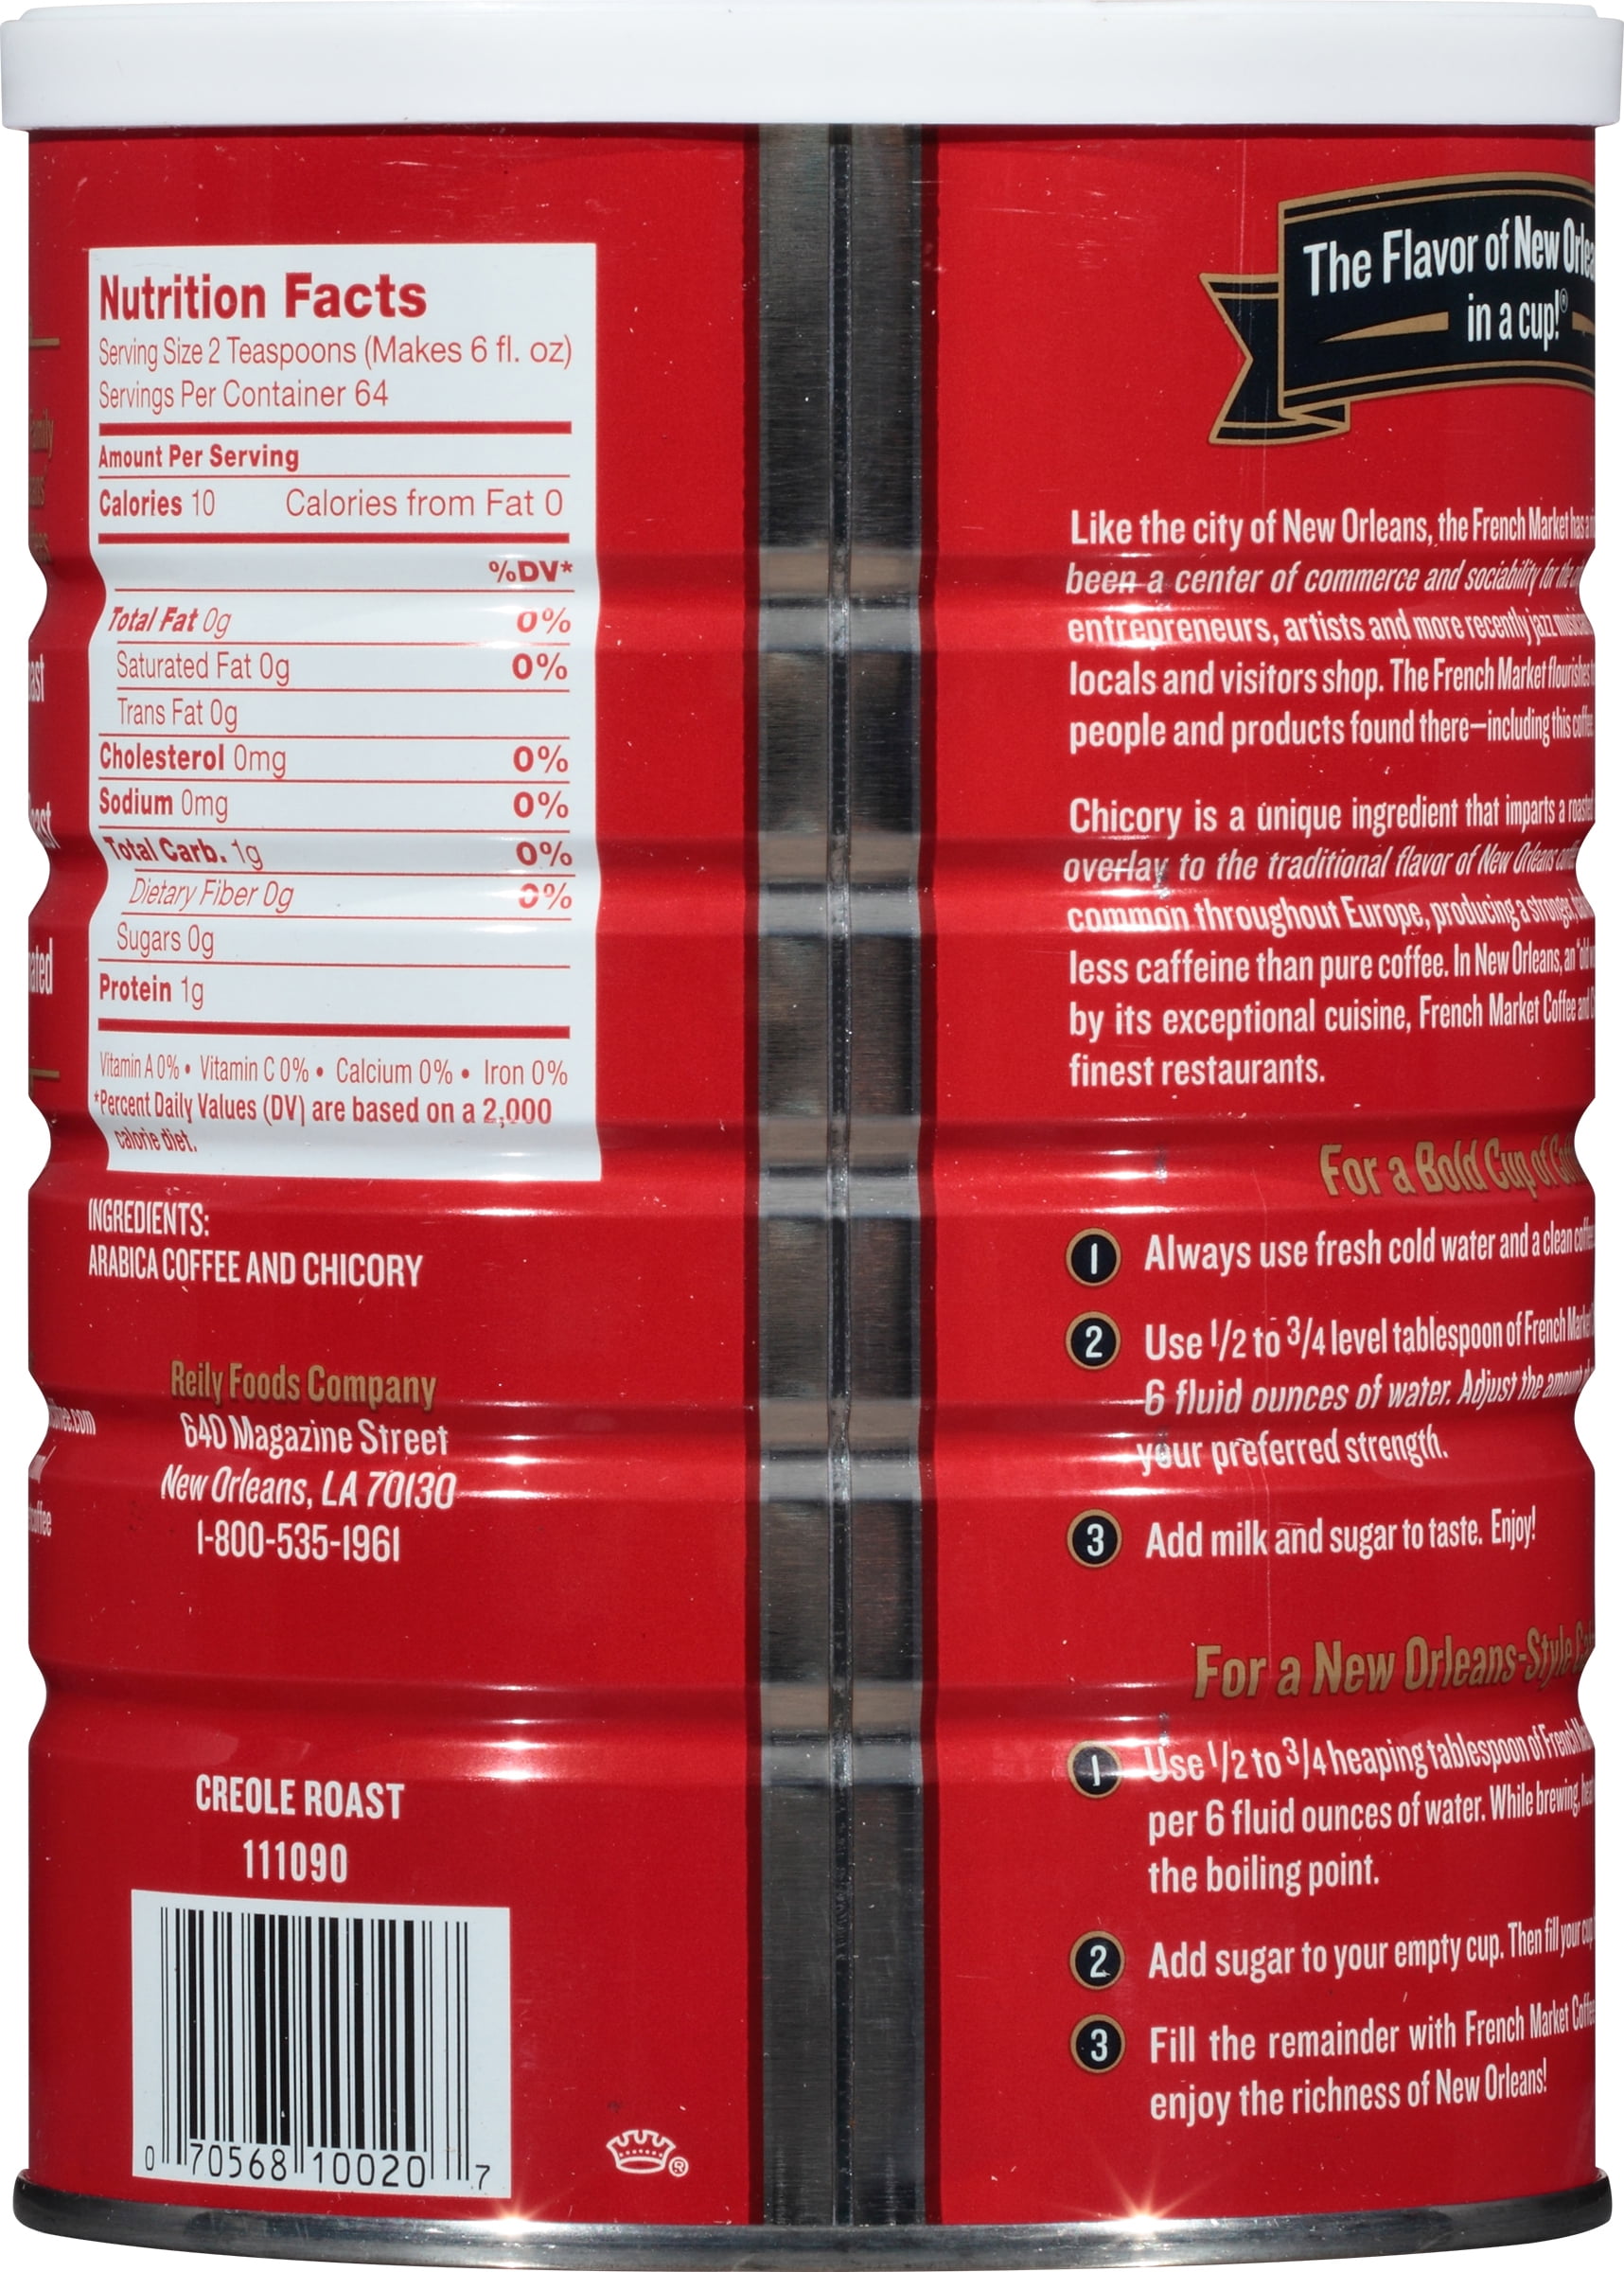 Nutrition Facts
Serving Size 2 Teaspoons (Makes 6 fl. oz)
Servings Per Container 64
Amount Per Serving
Calories 10 Calories from Fat 0
%DV*
Total Fat 0g 0%
Saturated Fat 0g 0%
Trans Fat 0g
Cholesterol 0mg 0%
Sodium 0mg 0%
Total Carb. 1g 0%
Dietary Fiber 0g 0%
Sugars 0g
Protein 1g
Vitamin A 0% • Vitamin C 0% • Calcium 0% • Iron 0%
*Percent Daily Values (DV) are based on a 2,000
calorie diet.
INGREDIENTS:
ARABICA COFFEE AND CHICORY
Reily Foods Company
640 Magazine Street
New Orleans, LA 70130
1-800-535-1961
CREOLE ROAST
111090
0 70568 10020 7
®
The Flavor of New
in a cup!®
Like the city of New Orleans, the French Market has a
been a center of commerce and sociability for the
entrepreneurs, artists and more recently jazz
locals and visitors shop. The French Market flourishes
people and products found there—including this
Chicory is a unique ingredient that imparts a roasted
overlay to the traditional flavor of New Orleans
common throughout Europe, producing a stronger,
less caffeine than pure coffee. In New Orleans, an "old
by its exceptional cuisine, French Market Coffee and
finest restaurants.
For a Bold Cup of
1 Always use fresh cold water and a clean
2 Use 1/2 to 3/4 level tablespoon of French
6 fluid ounces of water. Adjust the amount
your preferred strength.
3 Add milk and sugar to taste. Enjoy!
For a New Orleans-Style
1 Use 1/2 to 3/4 heaping tablespoon of French
per 6 fluid ounces of water. While brewing,
the boiling point.
2 Add sugar to your empty cup. Then fill your cup
3 Fill the remainder with French Market
enjoy the richness of New Orleans!